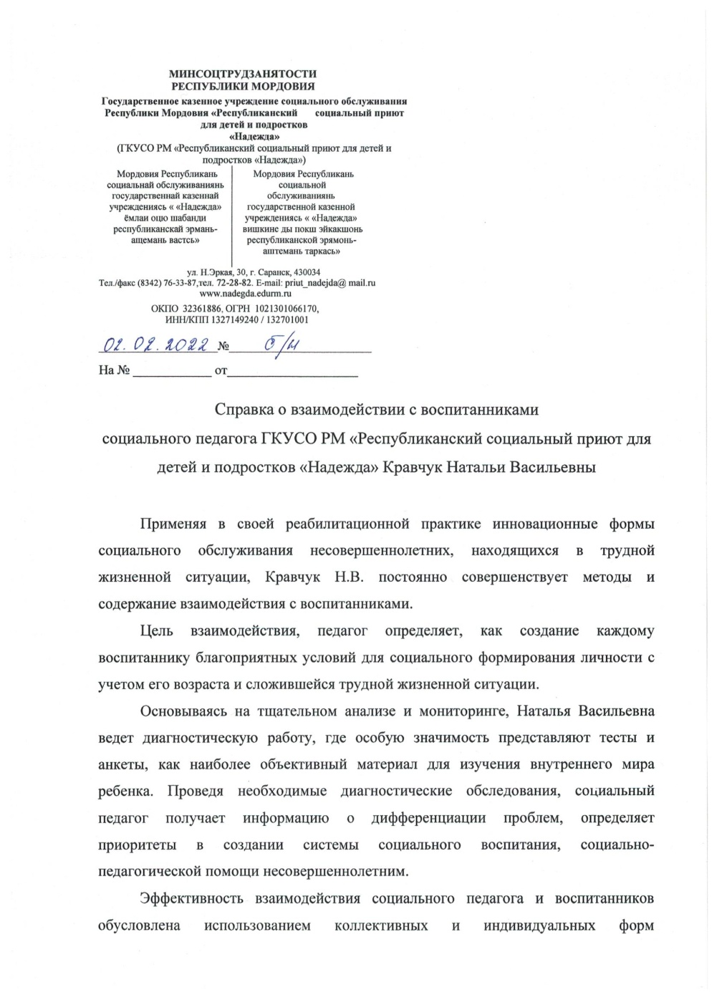 МИНСОЦТРУДЗАНЯТОСТИ
РЕСПУБЛИКИ МОРДОВИЯ
Государственное казенное учреждение социального обслуживания
Республики Мордовия «Республиканский социальный приют
для детей и подростков
«Надежда»
(ГКУСО РМ «Республиканский социальный приют для детей и
подростков «Надежда»)
Мордовия Республикань
социальнай обслуживаниянь
государственнай казеннай
учреждениясь « «Надежда»
ёмлаи оцю шабанди
республиканскай эрмань-
ащемань вастсь»
Мордовия Республикань
социальной
обслуживаниянь
государственной казенной
учреждениясь « «Надежда»
вишкине ды покш эйкакшонь
республиканской эрямонь-
аштемань таркась»
ул. Н.Эркая, 30, г. Саранск, 430034
Тел./факс (8342) 76-33-87,тел. 72-28-82. E-mail: priut_nadejda@ mail.ru
www.nadegda.edurm.ru
ОКПО 32361886, ОГРН 1021301066170,
ИНН/КПП 1327149240 / 132701001
02.02.2022 № б/н
На № ____________ от____________________
Справка о взаимодействии с воспитанниками
социального педагога ГКУСО РМ «Республиканский социальный приют для
детей и подростков «Надежда» Кравчук Натальи Васильевны
Применяя в своей реабилитационной практике инновационные формы
социального обслуживания несовершеннолетних, находящихся в трудной
жизненной ситуации, Кравчук Н.В. постоянно совершенствует методы и
содержание взаимодействия с воспитанниками.
Цель взаимодействия, педагог определяет, как создание каждому
воспитаннику благоприятных условий для социального формирования личности с
учетом его возраста и сложившейся трудной жизненной ситуации.
Основываясь на тщательном анализе и мониторинге, Наталья Васильевна
ведет диагностическую работу, где особую значимость представляют тесты и
анкеты, как наиболее объективный материал для изучения внутреннего мира
ребенка. Проведя необходимые диагностические обследования, социальный
педагог получает информацию о дифференциации проблем, определяет
приоритеты в создании системы социального воспитания, социально-
педагогической помощи несовершеннолетним.
Эффективность взаимодействия социального педагога и воспитанников
обусловлена использованием коллективных и индивидуальных форм